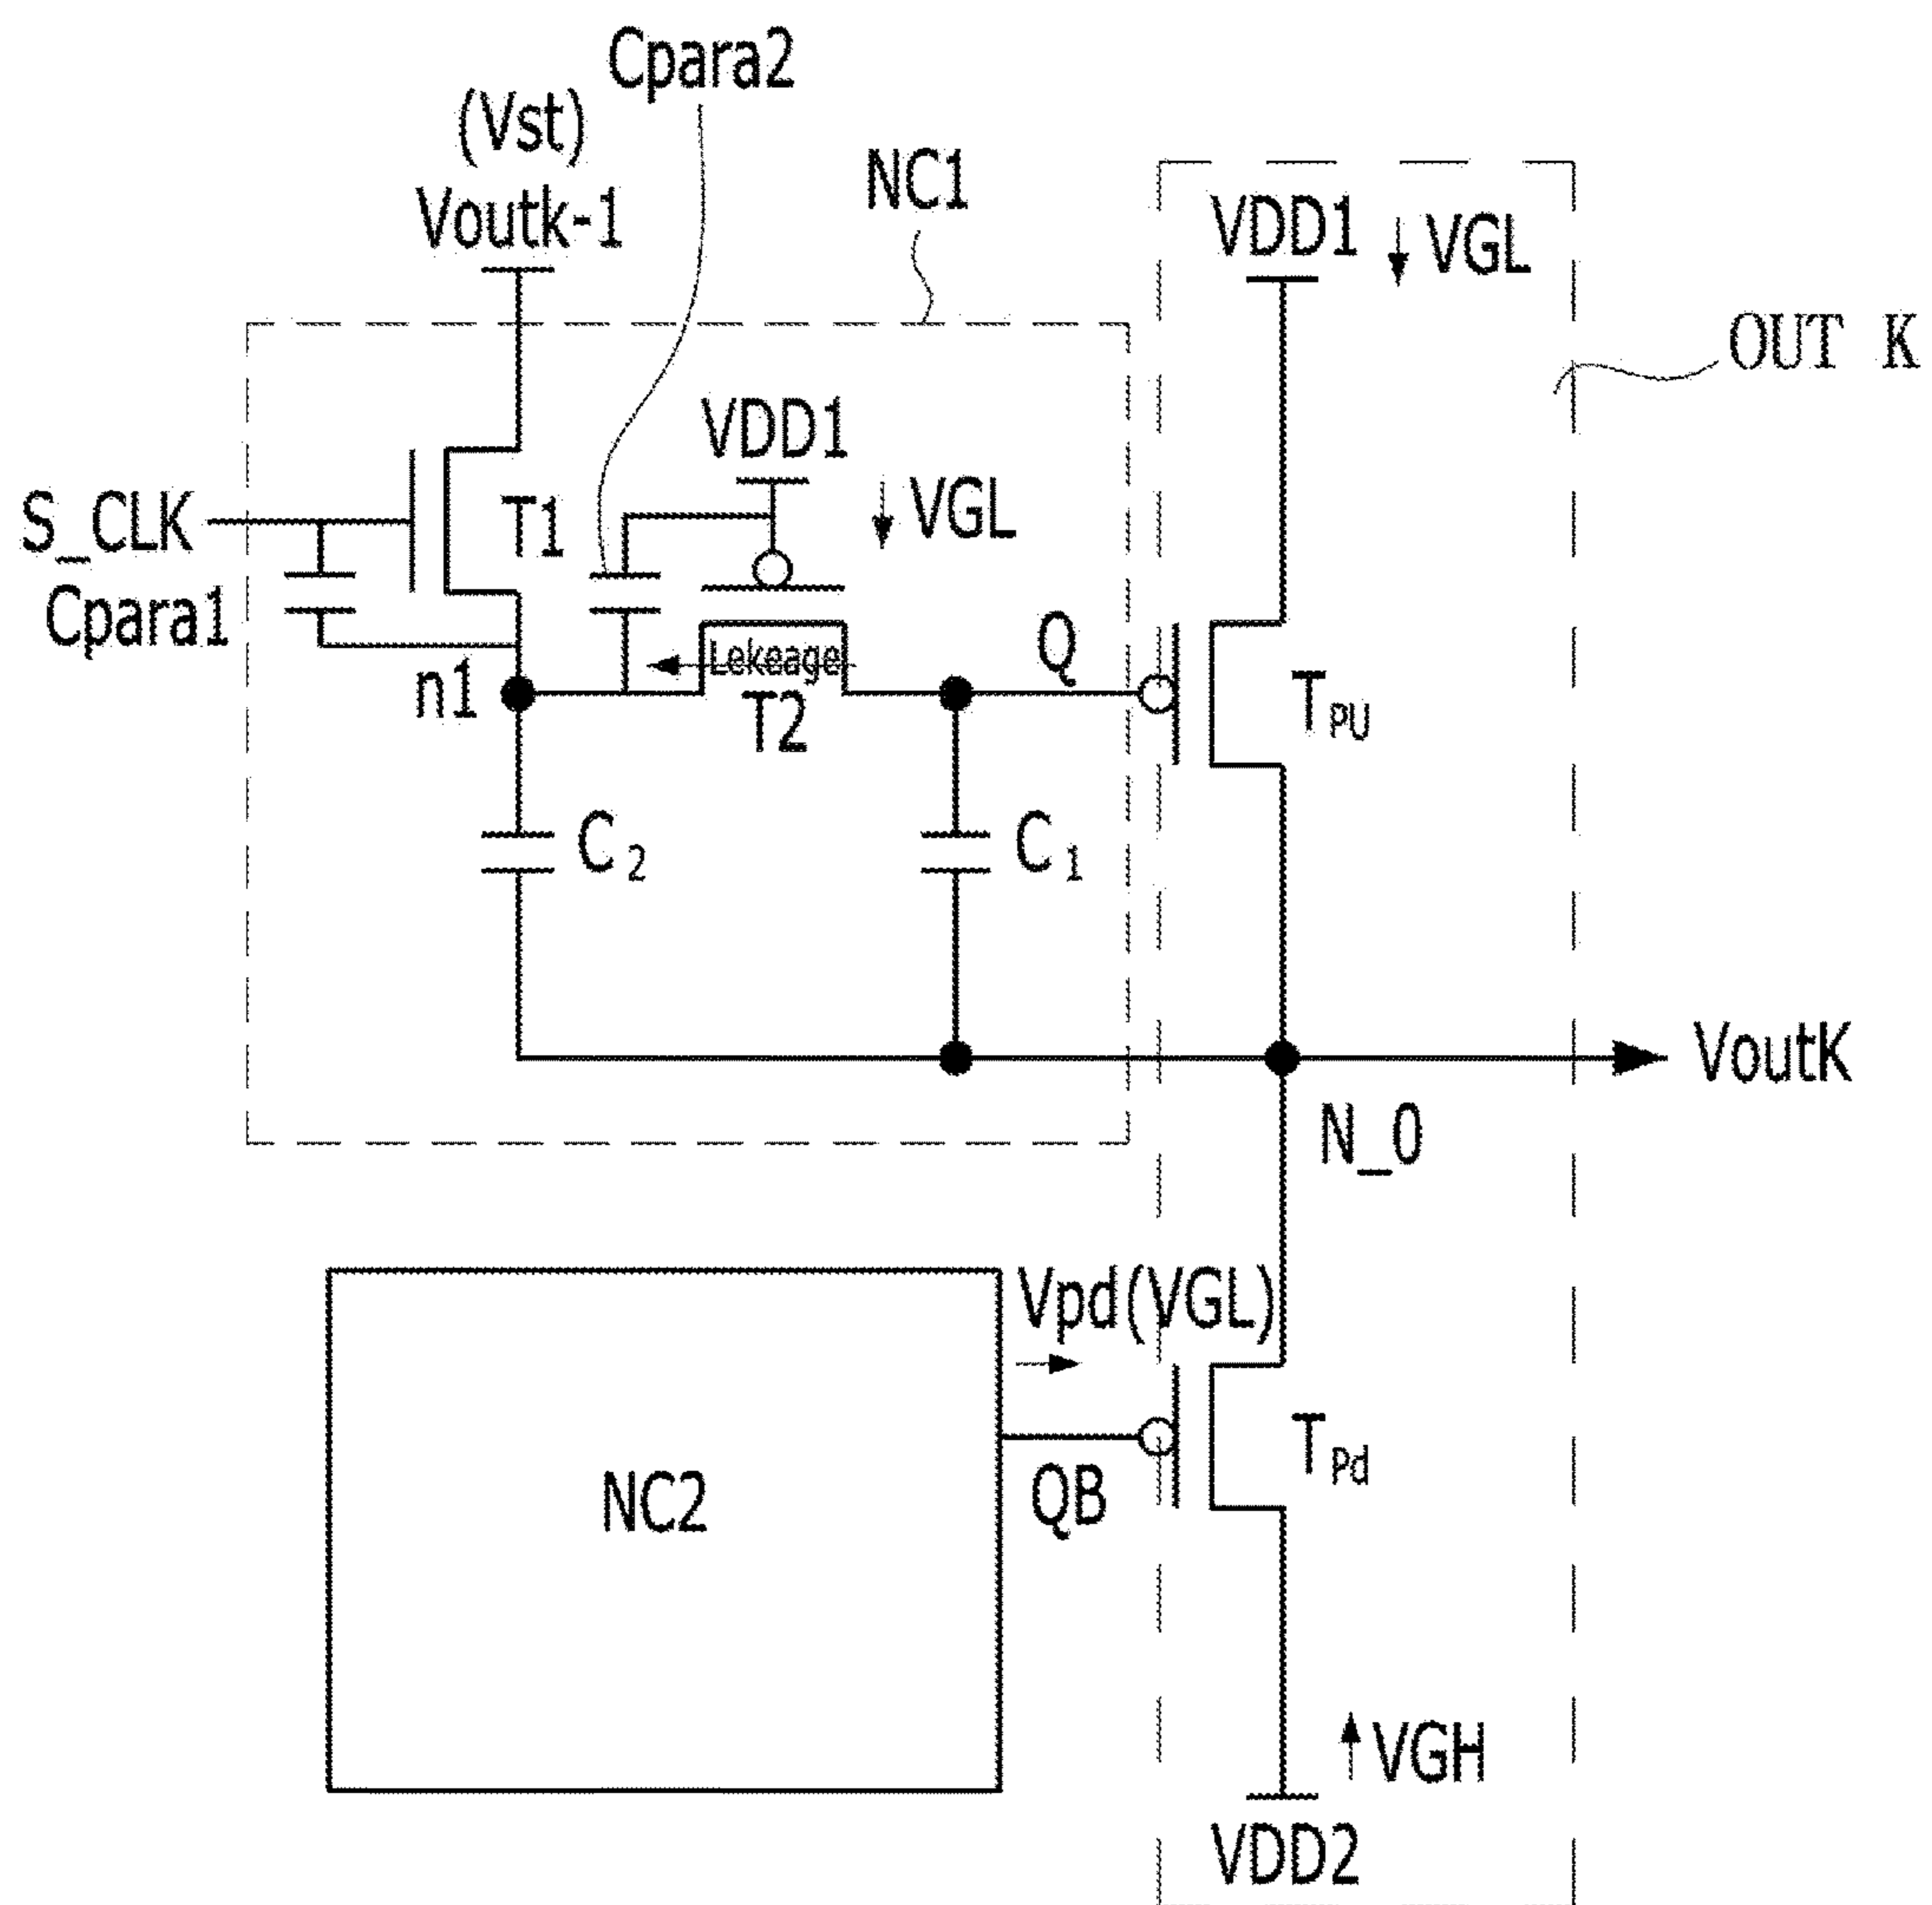 Cpara2
(Vst)
Voutk-1
NC1
VDD1
VGL
OUT K
VDD1
VGL
S_CLK
T1
Cpara1
Lekeage
Q
n1
T2
TPU
C2
C1
VoutK
N_0
Vpd(VGL)
NC2
QB
TPd
VGH
VDD2